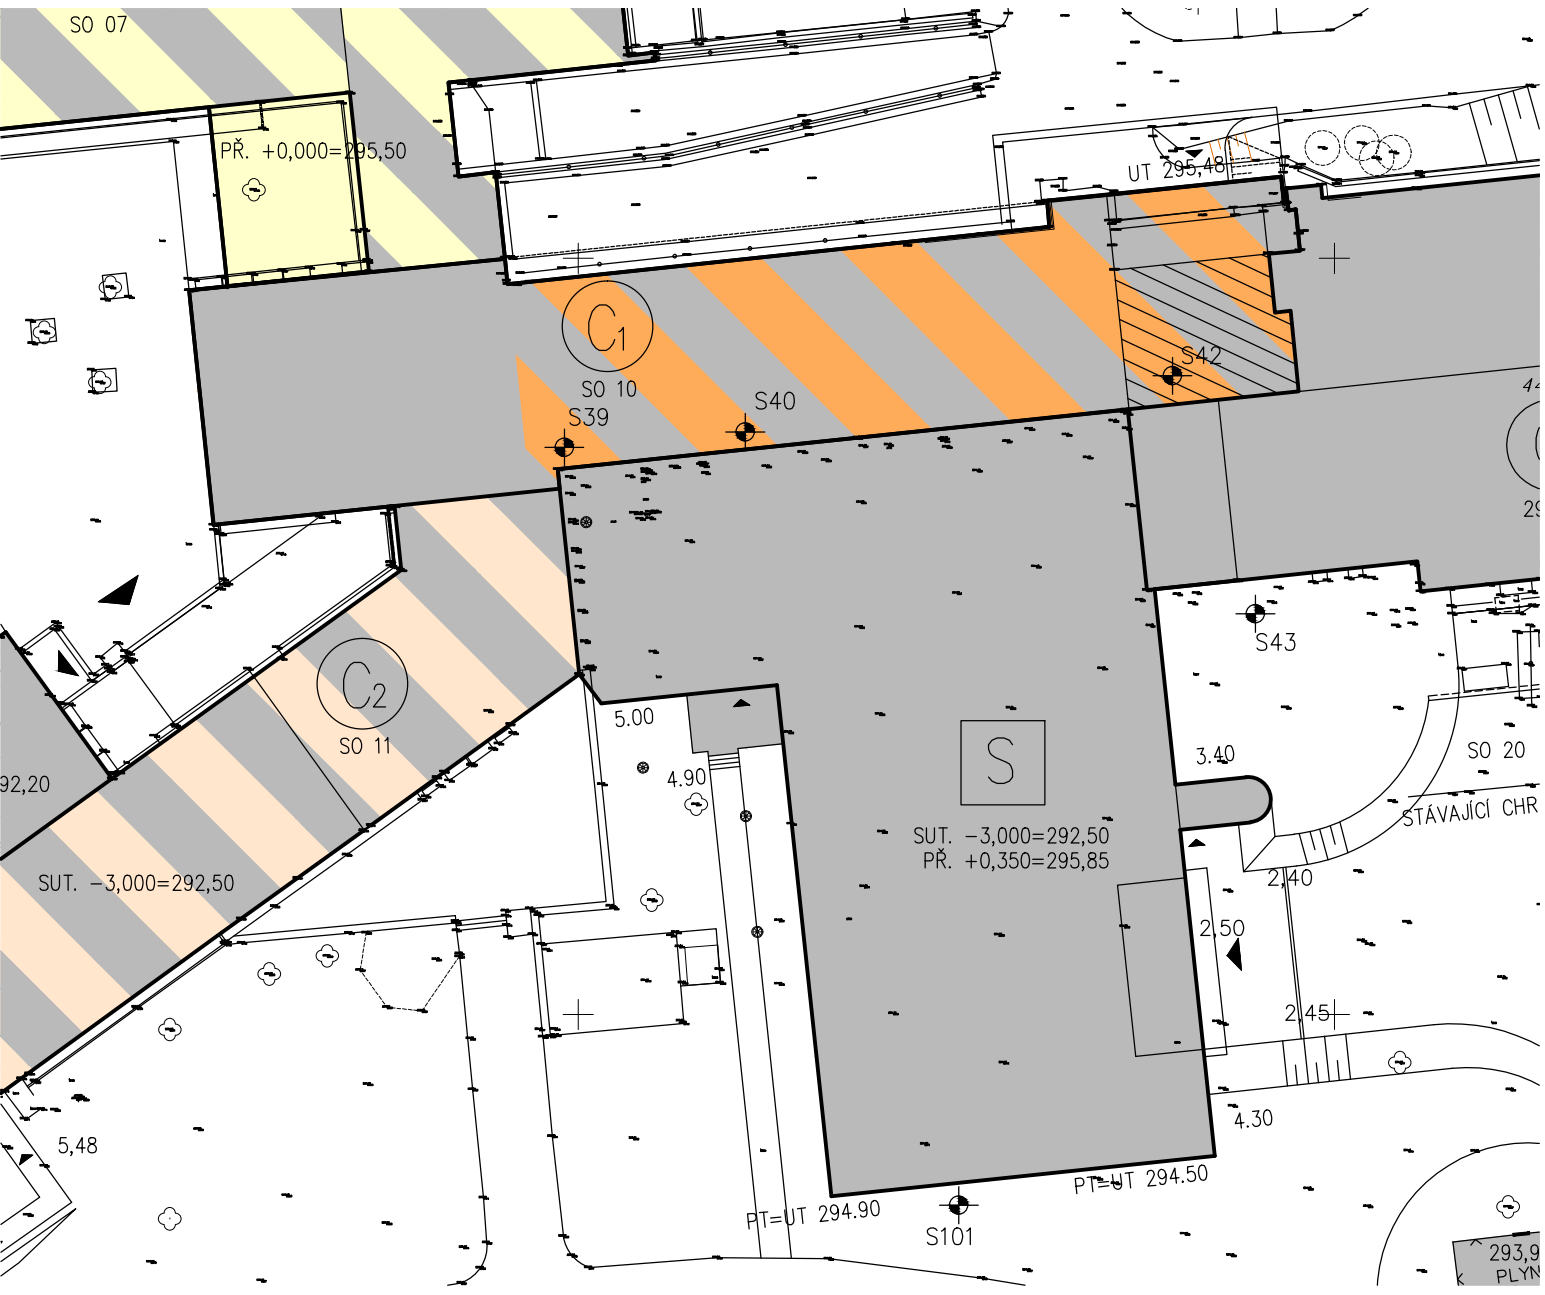 SO 07
PŘ. +0,000=295,50
UT 295,48
C1
SO 10
S39
S40
S42
S43
C2
SO 11
5.00
4.90
3.40
SO 20
STÁVAJÍCÍ CHR
S
SUT. -3,000=292,50
PŘ. +0,350=295,85
92,20
SUT. -3,000=292,50
2,40
2,50
2,45
4.30
5,48
PT=UT 294.90
PT=UT 294.50
S101
293,9
PLYN